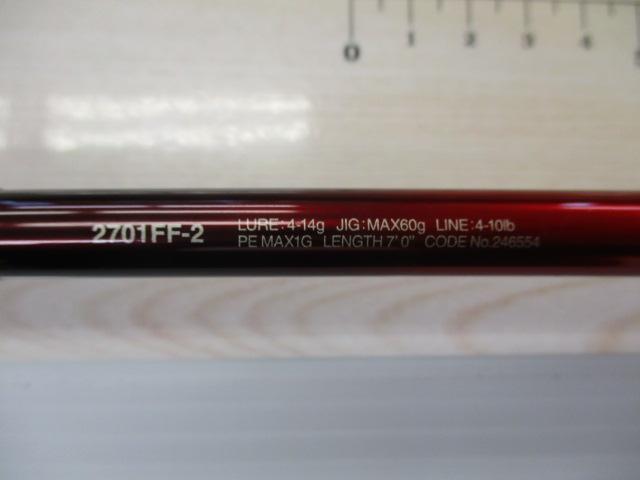 0 1 2 3 4 5
2701FF-2
LURE:4-14g JIG:MAX60g LINE:4-10lb
PE MAX1G LENGTH 7'0" CODE No.246554